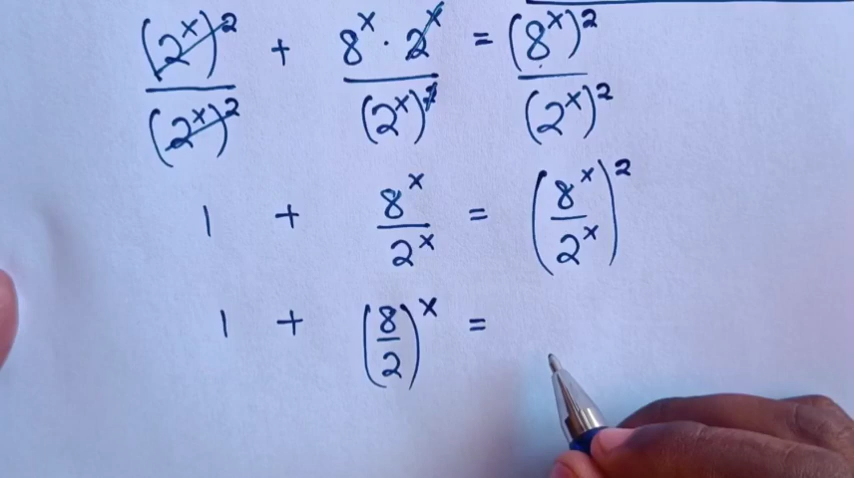 (2^x)^2/(2^x)^2 + 8^x · 2^x/(2^x)^2 = (8^x)^2/(2^x)^2
1 + 8^x/2^x = (8^x/2^x)^2
1 + (8/2)^x =